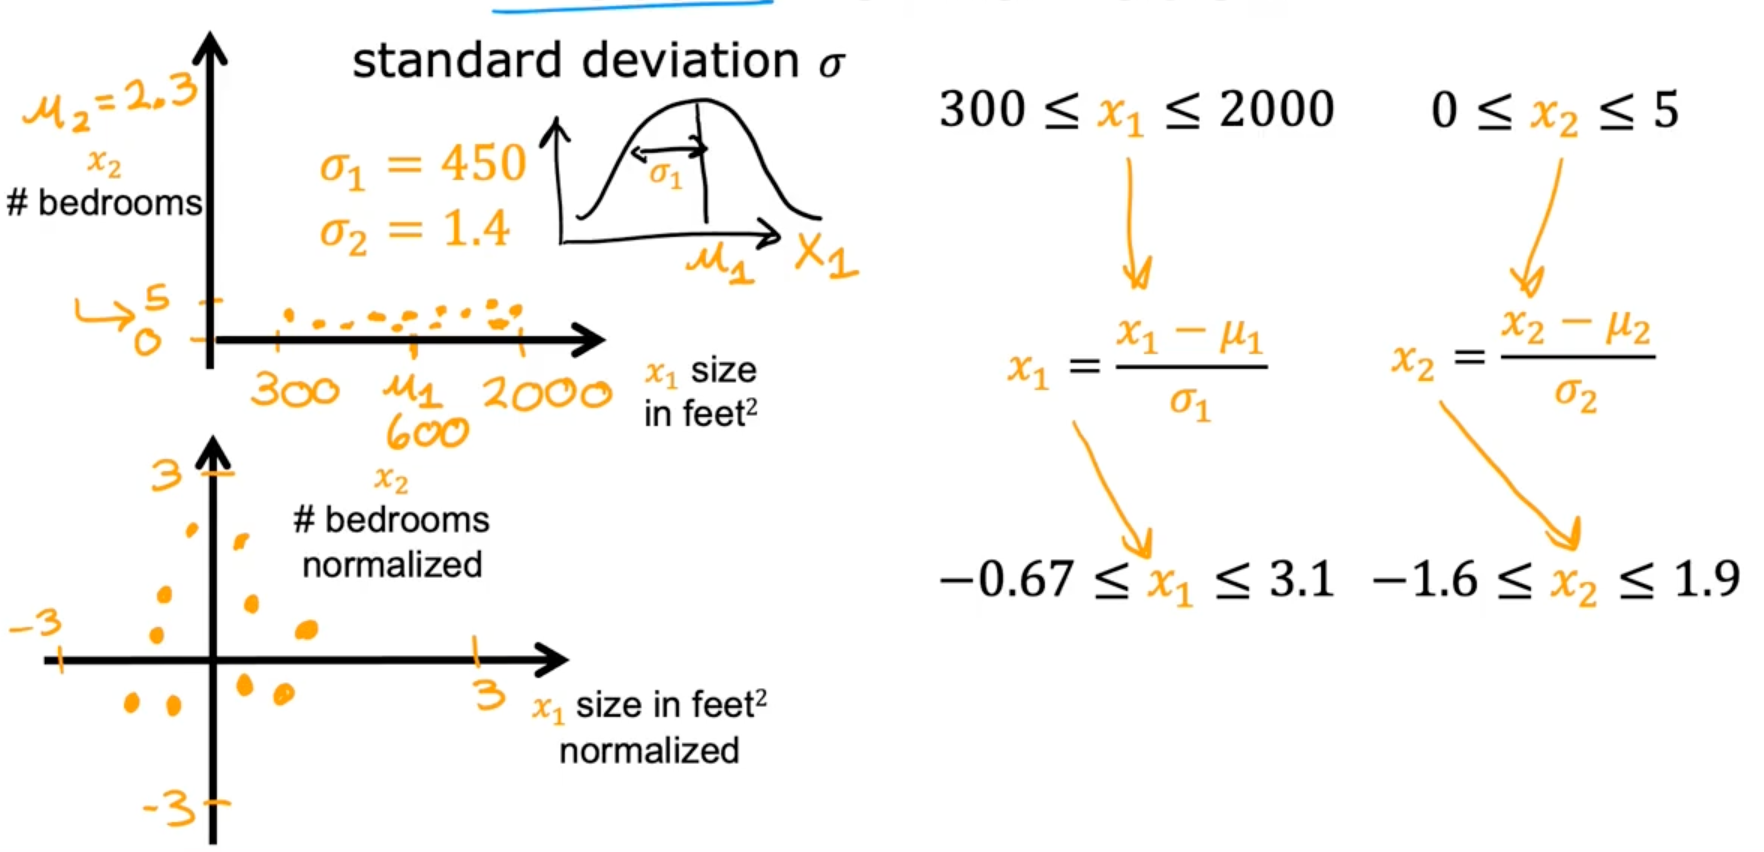 standard deviation σ
μ₂ = 2.3
x₂
# bedrooms
σ₁ = 450
σ₂ = 1.4
σ₁
μ₁
x₁
5
0
300
μ₁
2000
600
x₁ size
in feet²
3
x₂
# bedrooms
normalized
-3
3
x₁ size in feet²
normalized
-3
300 ≤ x₁ ≤ 2000
0 ≤ x₂ ≤ 5
x₁ = (x₁ − μ₁) / σ₁
x₂ = (x₂ − μ₂) / σ₂
−0.67 ≤ x₁ ≤ 3.1
−1.6 ≤ x₂ ≤ 1.9